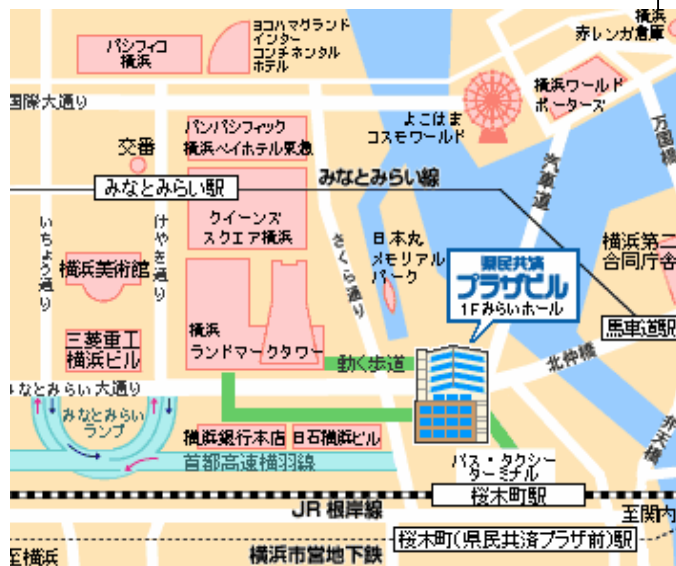 横浜
赤レンガ倉庫
ヨコハマグランド
インター
コンチネンタル
ホテル
パシフィコ
横浜
横浜ワールド
ポーターズ
国際大通り
よこはま
コスモワールド
万国橋
パンパシフィック
横浜ベイホテル東急
交番
汽車道
みなとみらい線
みなとみらい駅
クイーンズ
スクエア横浜
いちょう通り
けやき通り
さくら通り
日本丸
メモリアル
パーク
横浜第二
合同庁舎
県民共済
プラザビル
1Fみらいホール
横浜美術館
馬車道駅
三菱重工
横浜ビル
横浜
ランドマークタワー
動く歩道
北仲橋
みなとみらい大通り
みなとみらい
ランプ
弁天橋
横浜銀行本店
日石横浜ビル
首都高速横羽線
バス・タクシー
ターミナル
桜木町駅
JR 根岸線
至関内
桜木町(県民共済プラザ前)駅
至横浜
横浜市営地下鉄